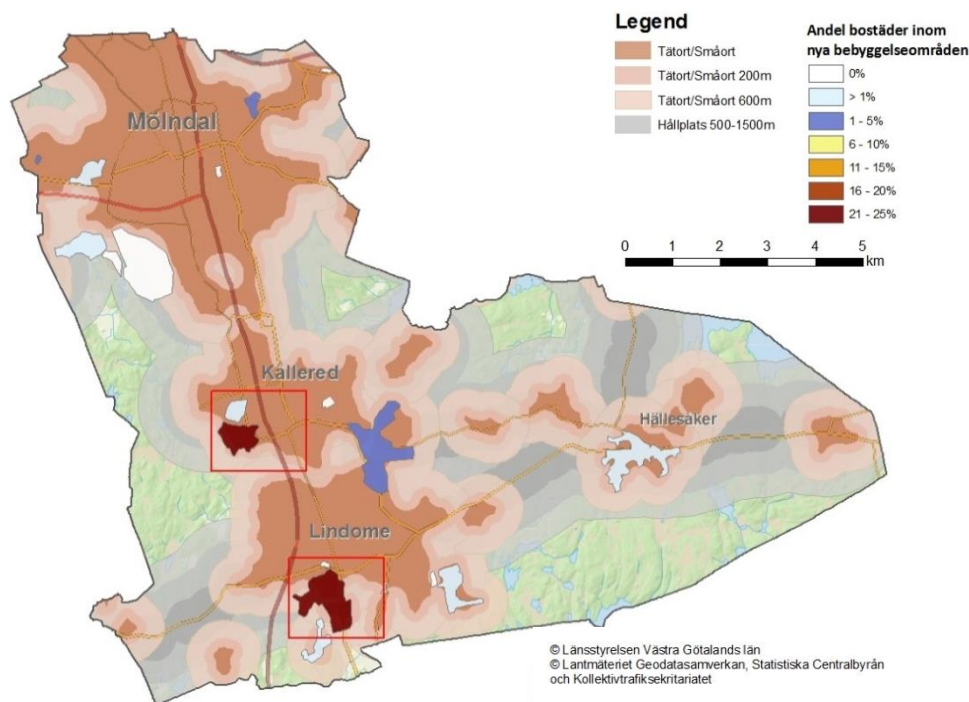 Legend
Tätort/Småort
Tätort/Småort 200m
Tätort/Småort 600m
Hållplats 500-1500m
Andel bostäder inom
nya bebyggelseområden
0%
> 1%
1 - 5%
6 - 10%
11 - 15%
16 - 20%
21 - 25%
0 1 2 3 4 5
km
Mölndal
Kållered
Hällesåker
Lindome
© Länsstyrelsen Västra Götalands län
© Lantmäteriet Geodatasamverkan, Statistiska Centralbyrån
och Kollektivtrafiksekritariatet